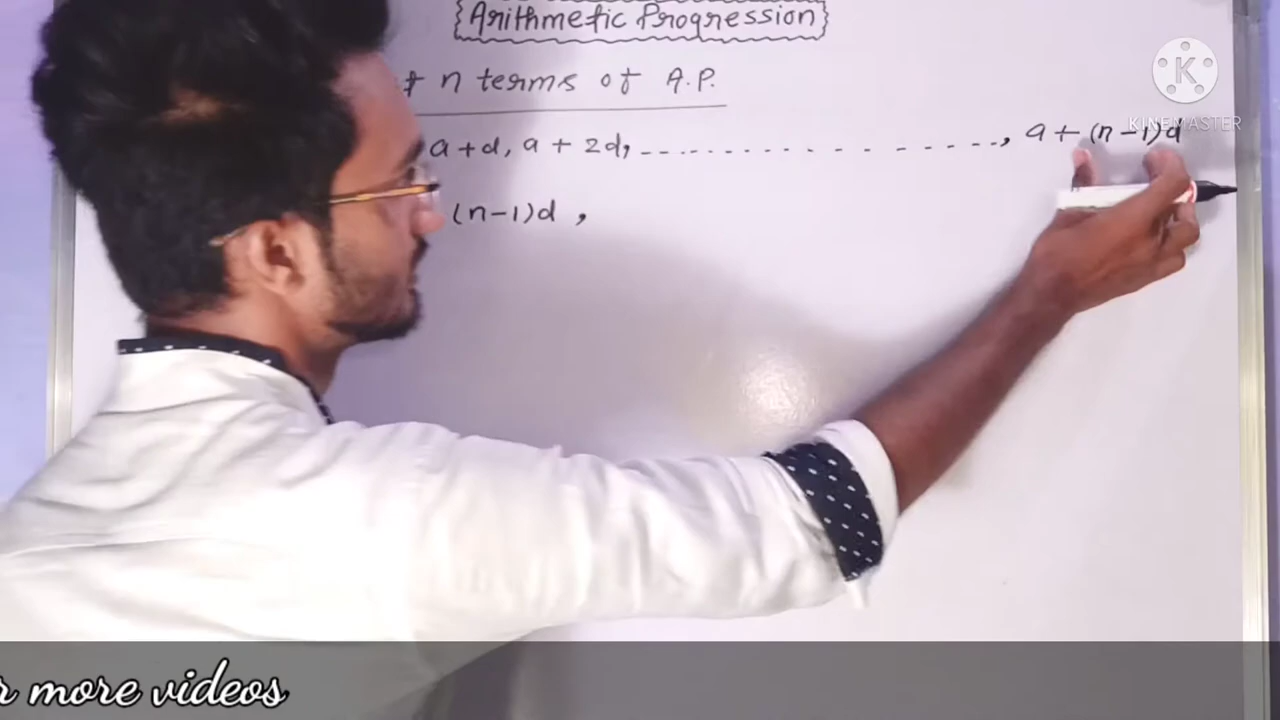 Arithmetic Progression
n terms of A.P.
a+d, a + 2d, - - - - - - - - - - - - - - - -, a + (n-1)d
(n-1)d ,
K
KINEMASTER
more videos